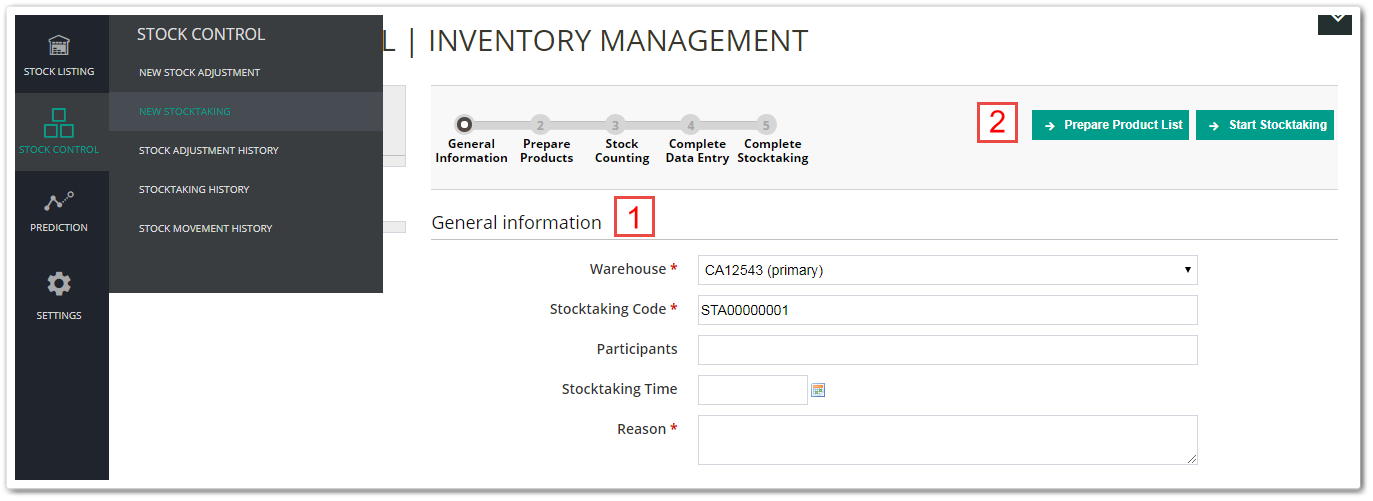 STOCK LISTING
STOCK CONTROL
PREDICTION
SETTINGS
STOCK CONTROL
NEW STOCK ADJUSTMENT
NEW STOCKTAKING
STOCK ADJUSTMENT HISTORY
STOCKTAKING HISTORY
STOCK MOVEMENT HISTORY
L | INVENTORY MANAGEMENT
2 3 4 5
General Information
Prepare Products
Stock Counting
Complete Data Entry
Complete Stocktaking
2
Prepare Product List
Start Stocktaking
General information
1
Warehouse * CA12543 (primary)
Stocktaking Code * STA00000001
Participants
Stocktaking Time
Reason *